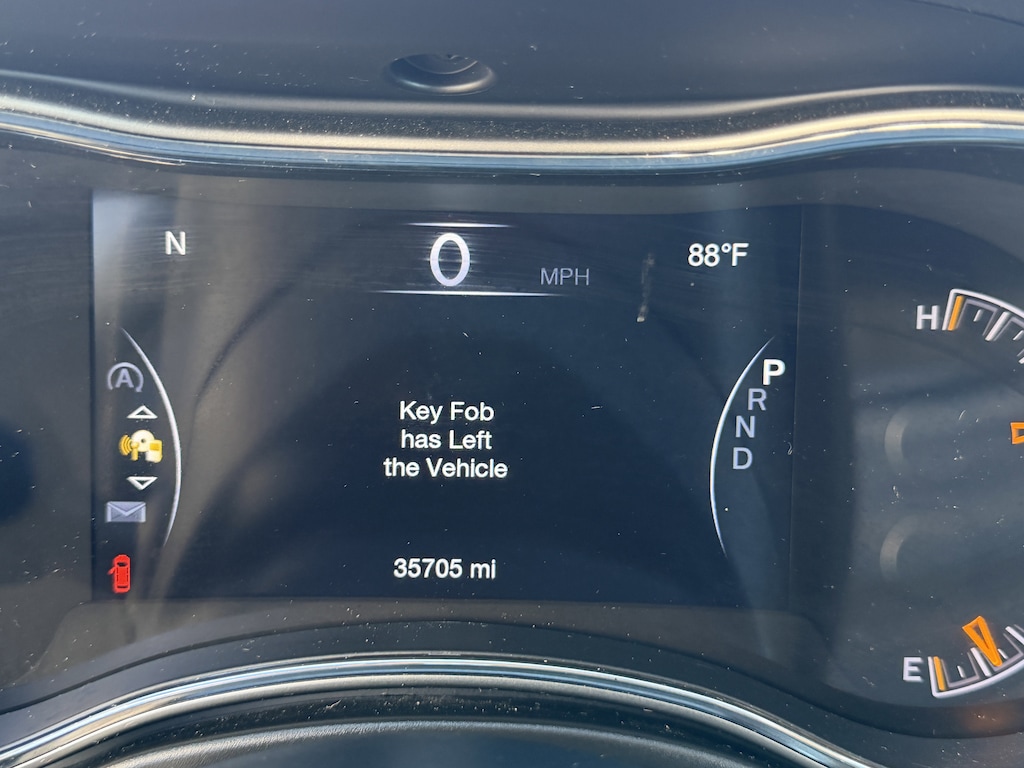 N
0 MPH
88°F
H
A
P
R
N
D
Key Fob
has Left
the Vehicle
35705 mi
E